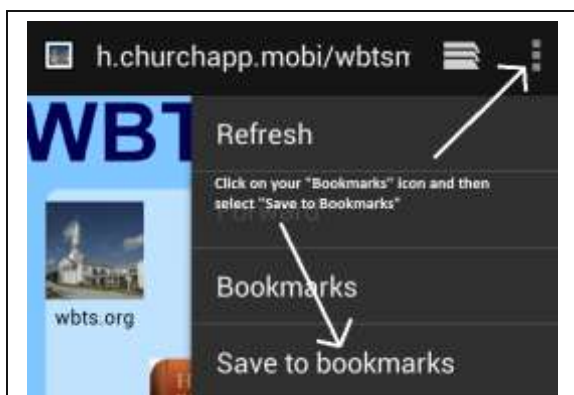 h.churchapp.mobi/wbtsn
WBT
Refresh
Click on your "Bookmarks" icon and then
select "Save to Bookmarks"
Forward
Bookmarks
wbts.org
Save to bookmarks